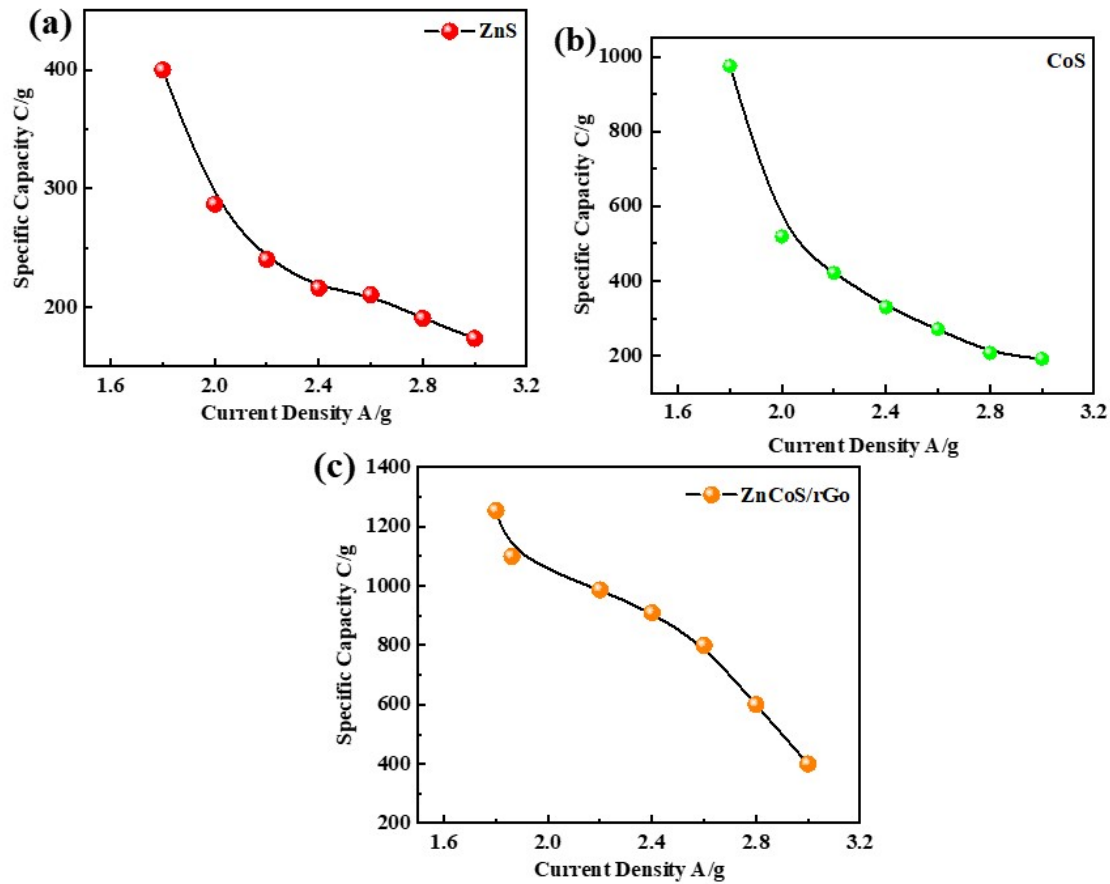 (a)
ZnS
400
300
200
Specific Capacity C/g
1.6 2.0 2.4 2.8 3.2
Current Density A/g
(b)
CoS
1000
800
600
400
200
Specific Capacity C/g
1.6 2.0 2.4 2.8 3.2
Current Density A/g
(c)
ZnCoS/rGo
1400
1200
1000
800
600
400
200
Specific Capacity C/g
1.6 2.0 2.4 2.8 3.2
Current Density A/g